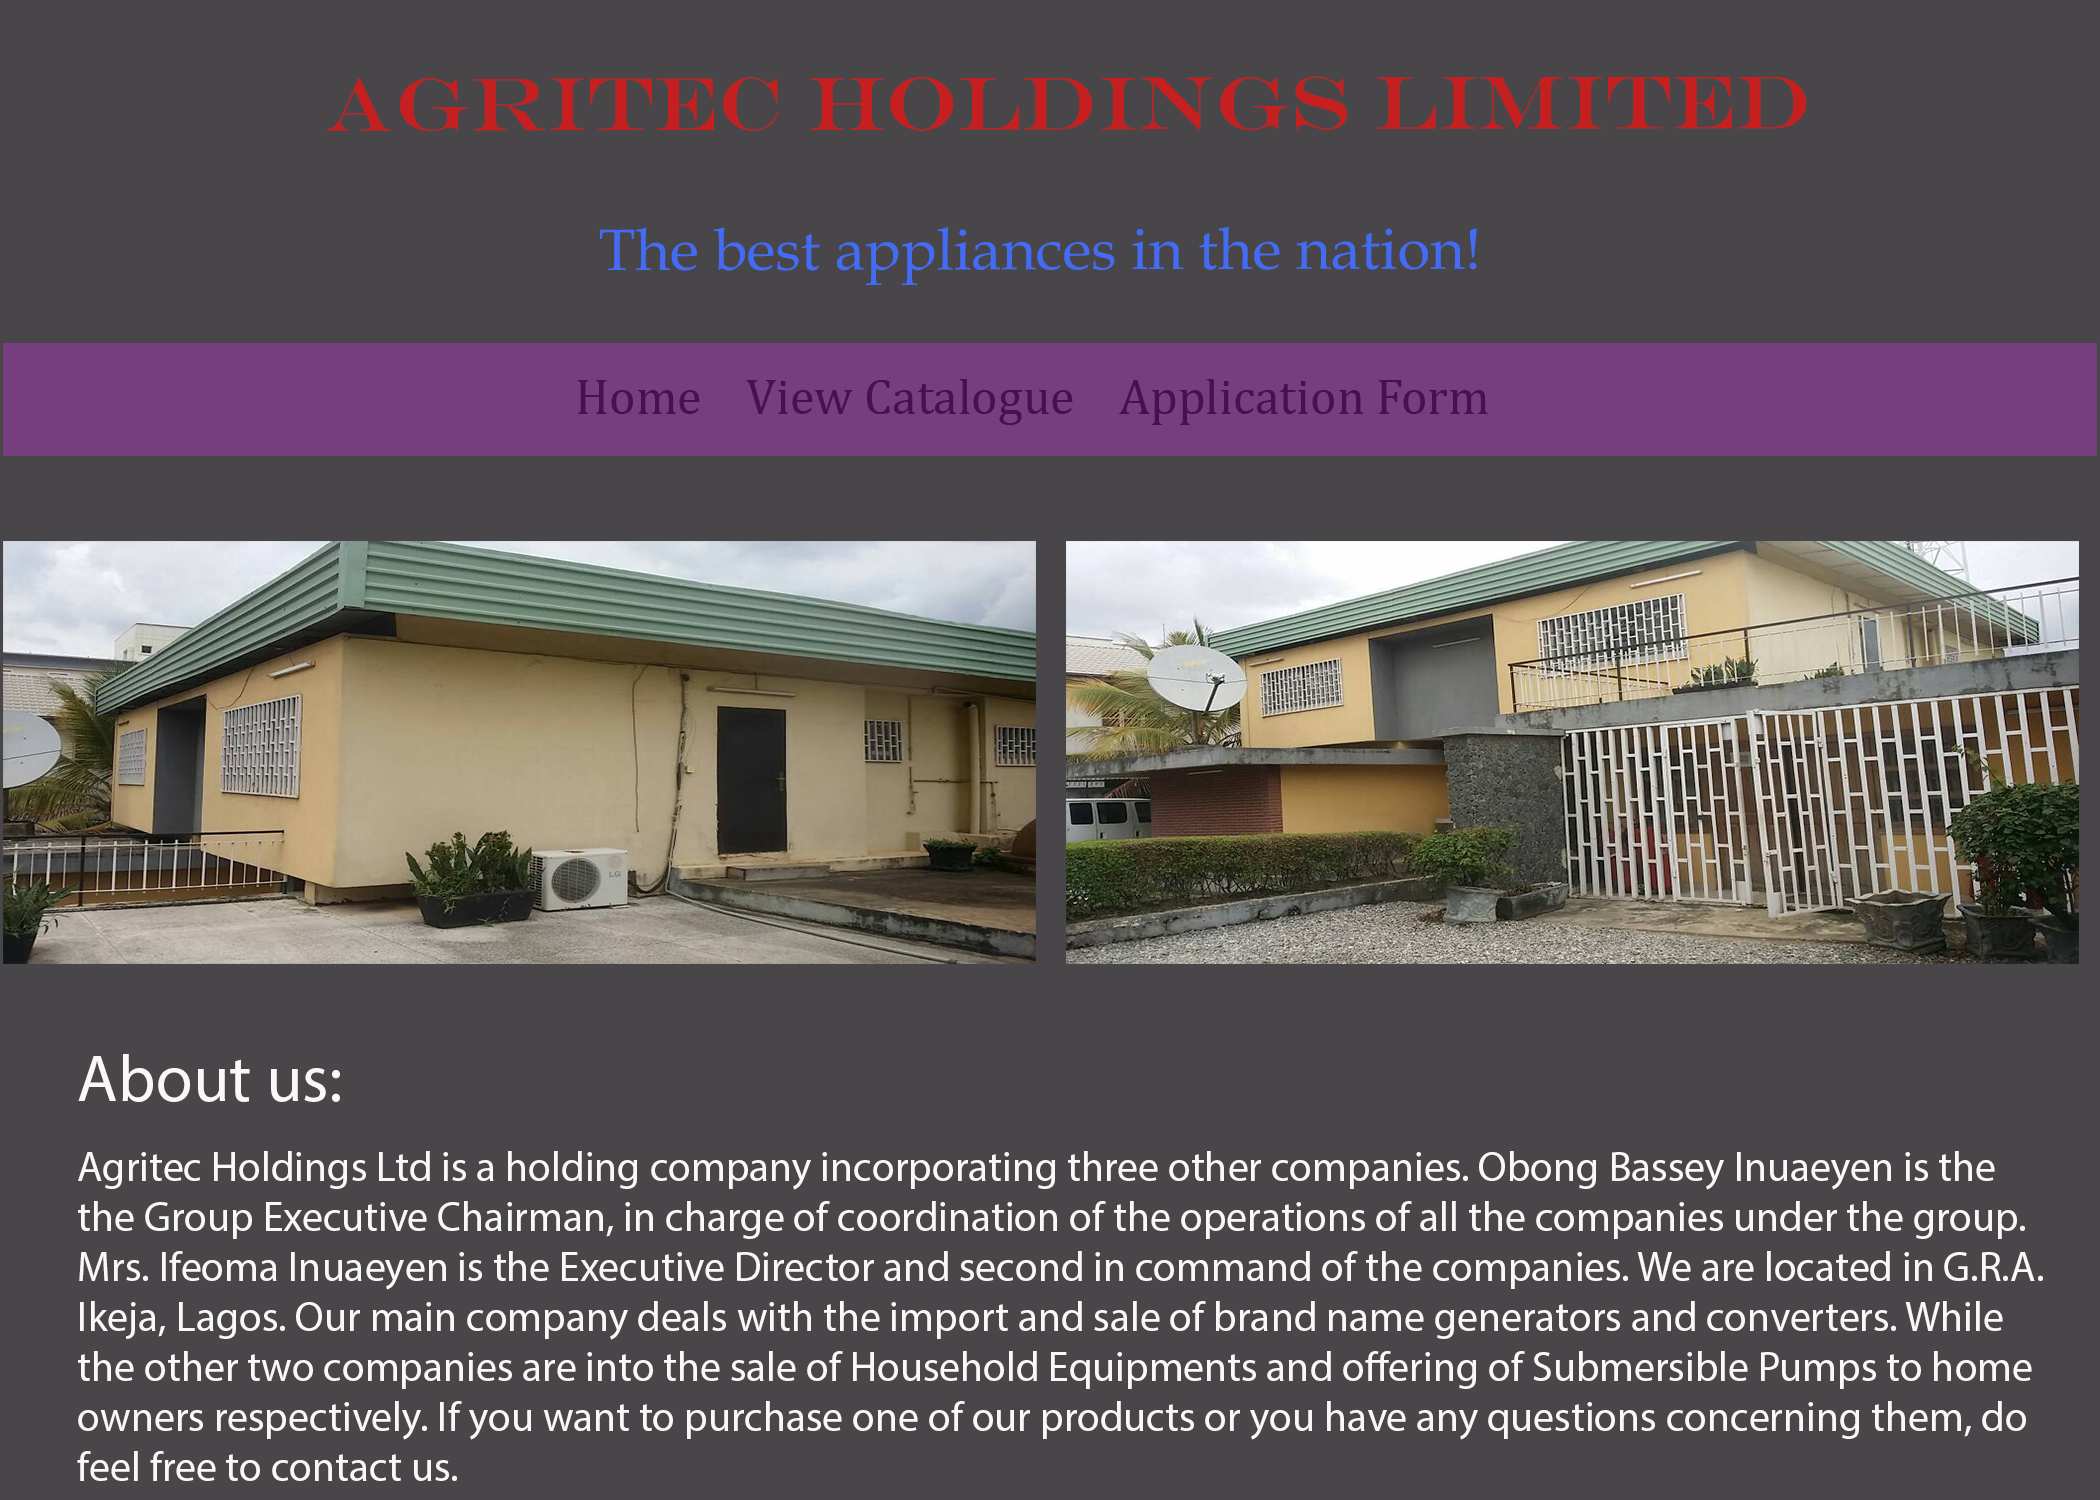 AGRITEC HOLDINGS LIMITED
The best appliances in the nation!
Home View Catalogue Application Form
LG
About us:
Agritec Holdings Ltd is a holding company incorporating three other companies. Obong Bassey Inuaeyen is the
the Group Executive Chairman, in charge of coordination of the operations of all the companies under the group.
Mrs. Ifeoma Inuaeyen is the Executive Director and second in command of the companies. We are located in G.R.A.
Ikeja, Lagos. Our main company deals with the import and sale of brand name generators and converters. While
the other two companies are into the sale of Household Equipments and offering of Submersible Pumps to home
owners respectively. If you want to purchase one of our products or you have any questions concerning them, do
feel free to contact us.